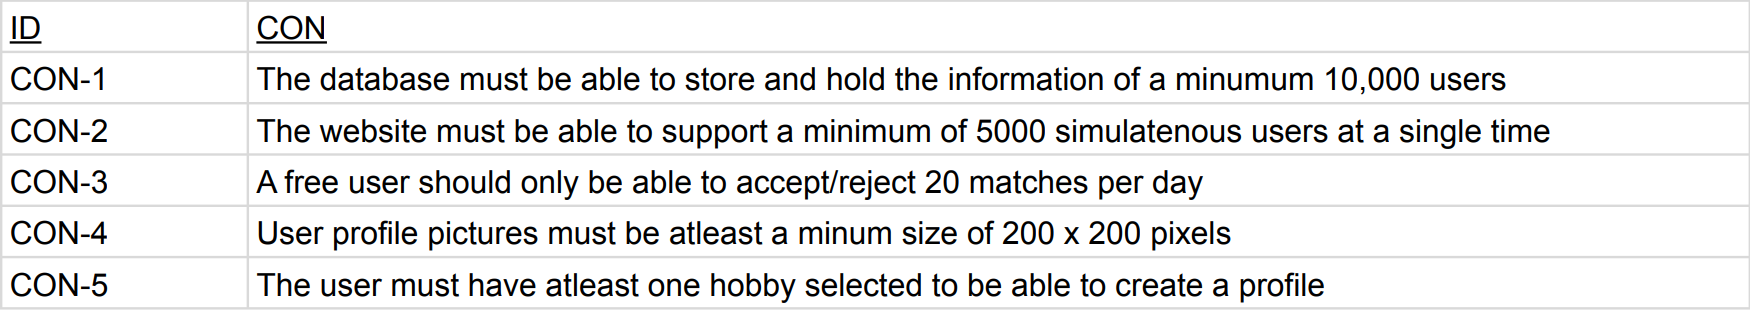 ID CON
CON-1 The database must be able to store and hold the information of a minumum 10,000 users
CON-2 The website must be able to support a minimum of 5000 simulatenous users at a single time
CON-3 A free user should only be able to accept/reject 20 matches per day
CON-4 User profile pictures must be atleast a minum size of 200 x 200 pixels
CON-5 The user must have atleast one hobby selected to be able to create a profile